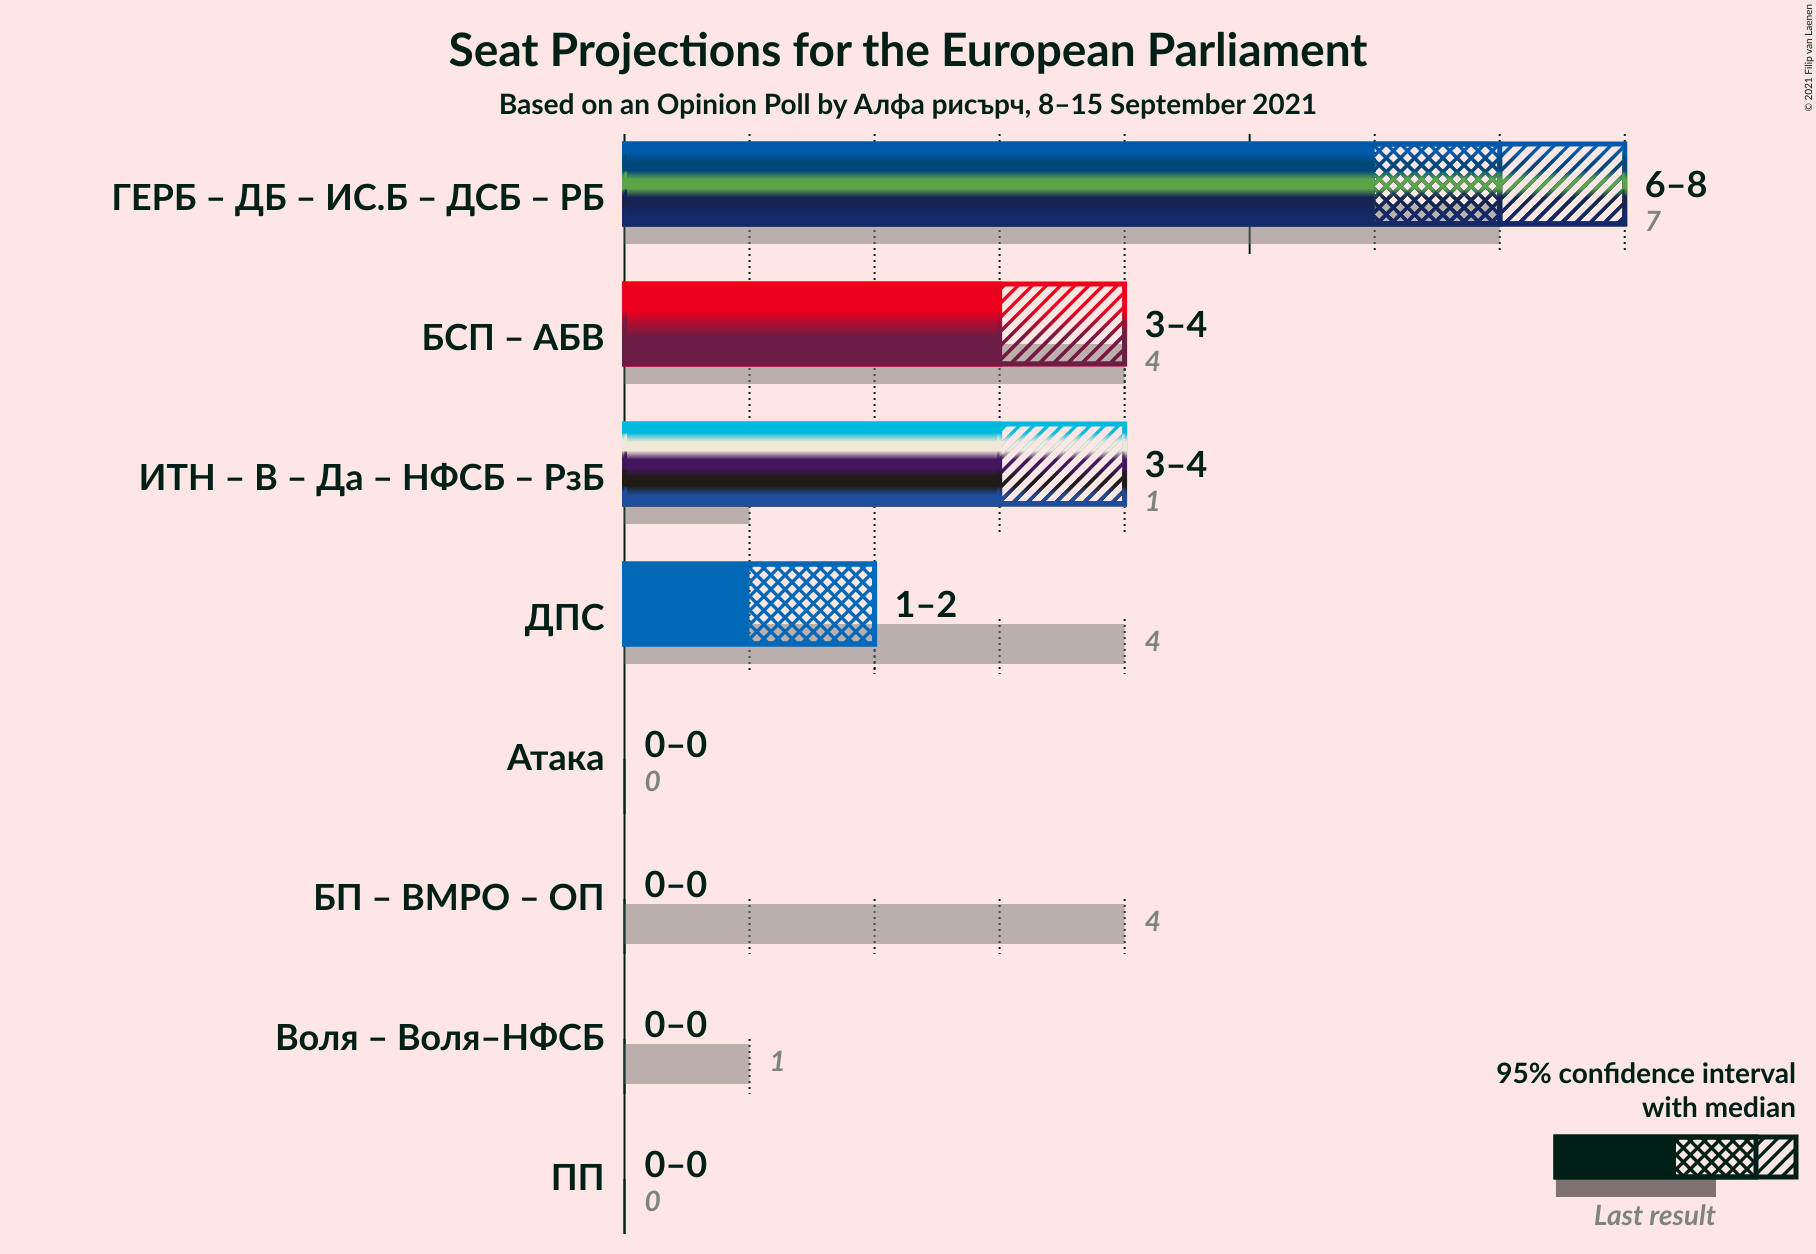 Seat Projections for the European Parliament
Based on an Opinion Poll by Алфа рисърч, 8–15 September 2021
© 2021 Filip van Laenen
ГЕРБ – ДБ – ИС.Б – ДСБ – РБ
6–8
7
БСП – АБВ
3–4
4
ИТН – В – Да – НФСБ – РзБ
3–4
1
ДПС
1–2
4
Атака
0–0
0
БП – ВМРО – ОП
0–0
4
Воля – Воля–НФСБ
0–0
1
ПП
0–0
0
95% confidence interval
with median
Last result